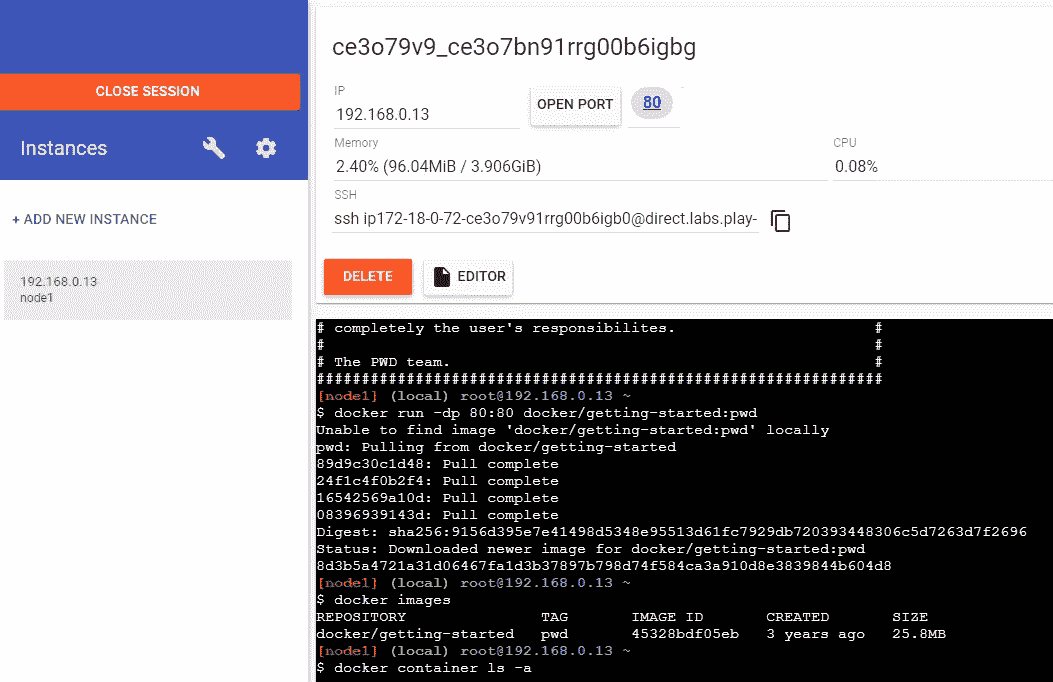 CLOSE SESSION
Instances
+ ADD NEW INSTANCE
192.168.0.13
node1
ce3o79v9_ce3o7bn91rrg00b6igbg
IP
192.168.0.13
OPEN PORT
80
Memory
2.40% (96.04MiB / 3.906GiB)
CPU
0.08%
SSH
ssh ip172-18-0-72-ce3o79v91rrg00b6igb0@direct.labs.play-
DELETE
EDITOR
# completely the user's responsibilites. #
# #
# The PWD team. #
###############################################################
[node1] (local) root@192.168.0.13 ~
$ docker run -dp 80:80 docker/getting-started:pwd
Unable to find image 'docker/getting-started:pwd' locally
pwd: Pulling from docker/getting-started
89d9c30c1d48: Pull complete
24f1c4f0b2f4: Pull complete
16542569a10d: Pull complete
08396939143d: Pull complete
Digest: sha256:9156d395e7e41498d5348e95513d61fc7929db720393448306c5d7263d7f2696
Status: Downloaded newer image for docker/getting-started:pwd
8d3b5a4721a31d06467fa1d3b37897b798d74f584ca3a910d8e3839844b604d8
[node1] (local) root@192.168.0.13 ~
$ docker images
REPOSITORY TAG IMAGE ID CREATED SIZE
docker/getting-started pwd 45328bdf05eb 3 years ago 25.8MB
[node1] (local) root@192.168.0.13 ~
$ docker container ls -a